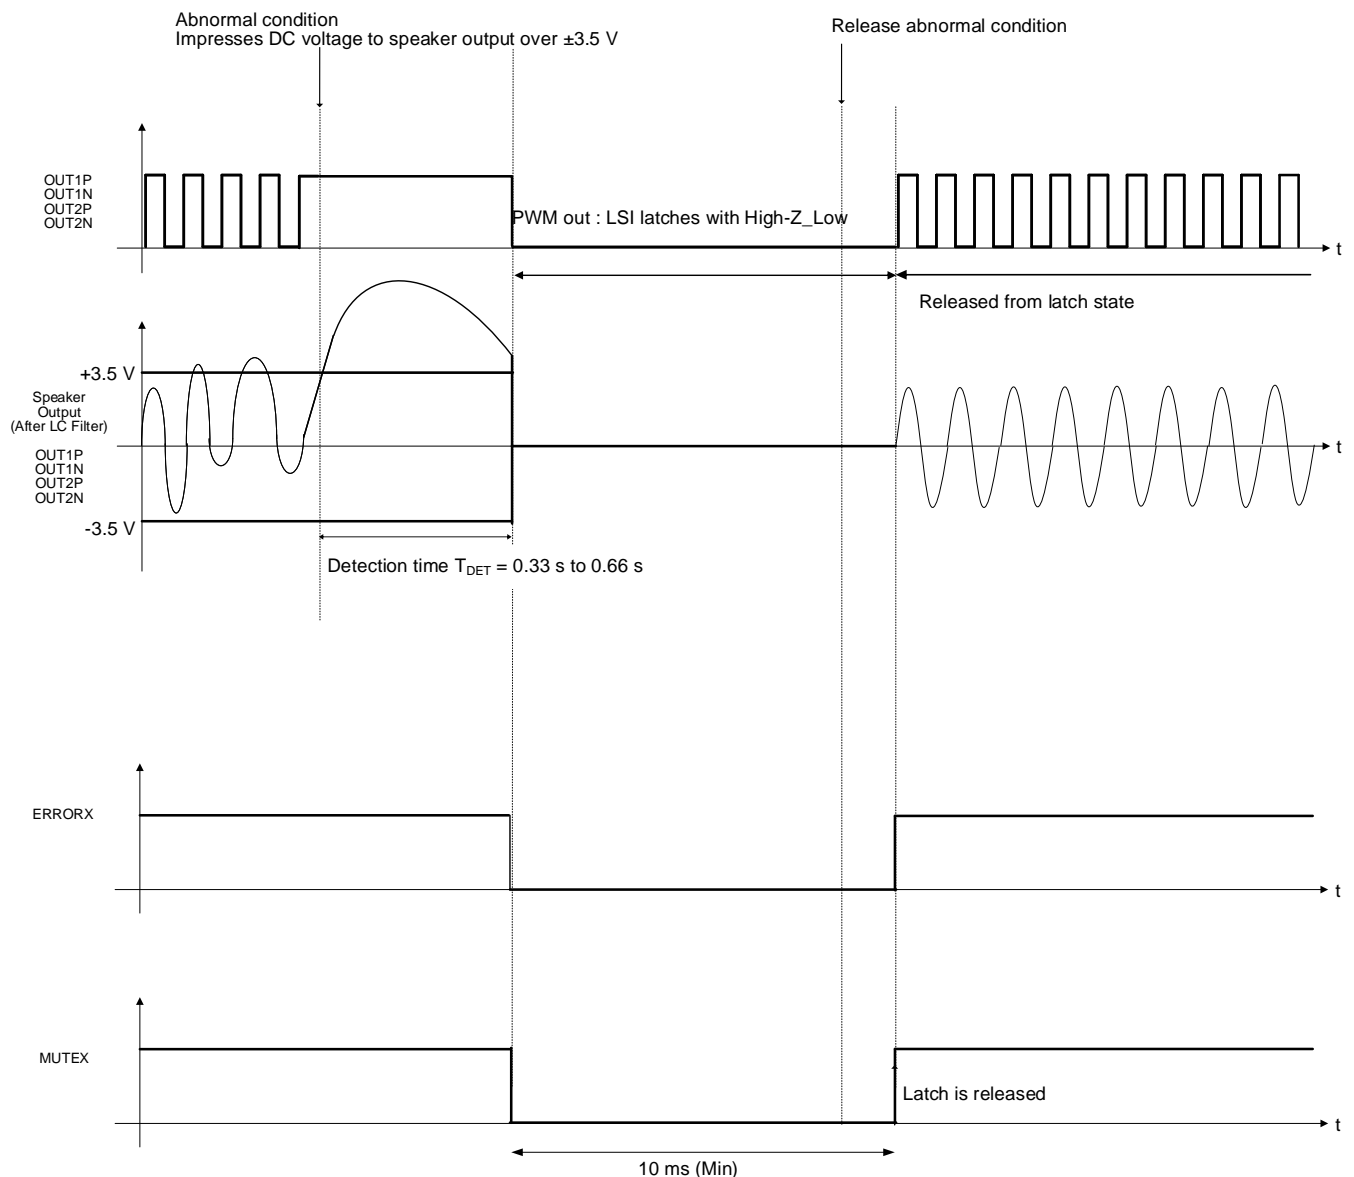 Abnormal condition
Impresses DC voltage to speaker output over ±3.5 V
Release abnormal condition
OUT1P
OUT1N
OUT2P
OUT2N
PWM out : LSI latches with High-Z_Low
t
Released from latch state
+3.5 V
Speaker
Output
(After LC Filter)
OUT1P
OUT1N
OUT2P
OUT2N
t
-3.5 V
Detection time TDET = 0.33 s to 0.66 s
ERRORX
t
MUTEX
Latch is released
t
10 ms (Min)